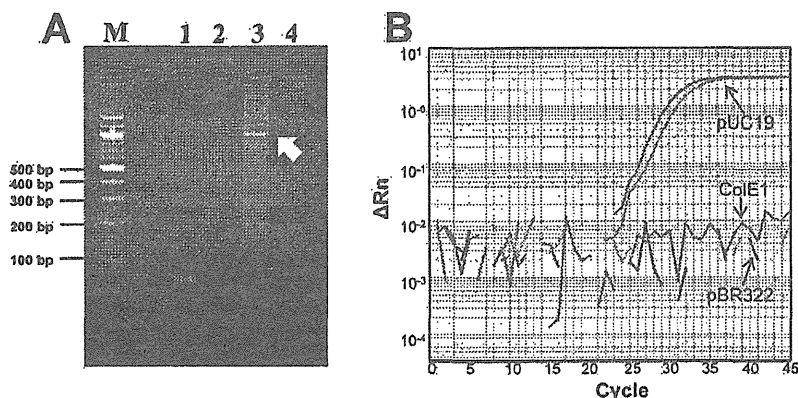 A
M 1 2 3 4
500 bp
400 bp
300 bp
200 bp
100 bp
B
10¹
10⁻⁰
10⁻¹
10⁻²
10⁻³
10⁻⁴
ΔRn
pUC19
ColE1
pBR322
0 5 10 15 20 25 30 35 40 45
Cycle